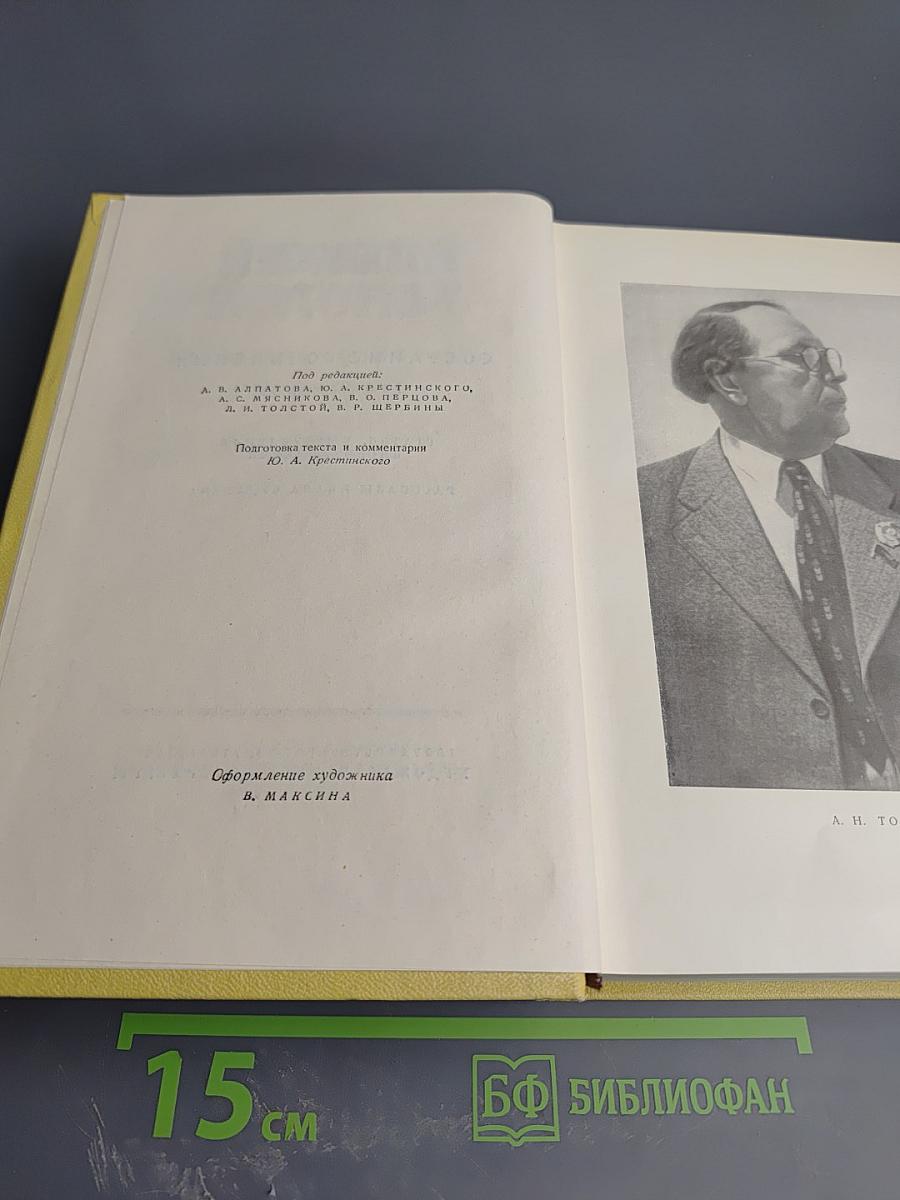 Под редакцией:
А. В. АЛПАТОВА, Ю. А. КРЕСТИНСКОГО,
А. С. МЯСНИКОВА, В. О. ПЕРЦОВА,
Л. И. ТОЛСТОЙ, В. Р. ЩЕРБИНЫ
Подготовка текста и комментарии
Ю. А. Крестинского
Оформление художника
В. МАКСИНА
А. Н. ТО
15 см
БФ БИБЛИОФАН